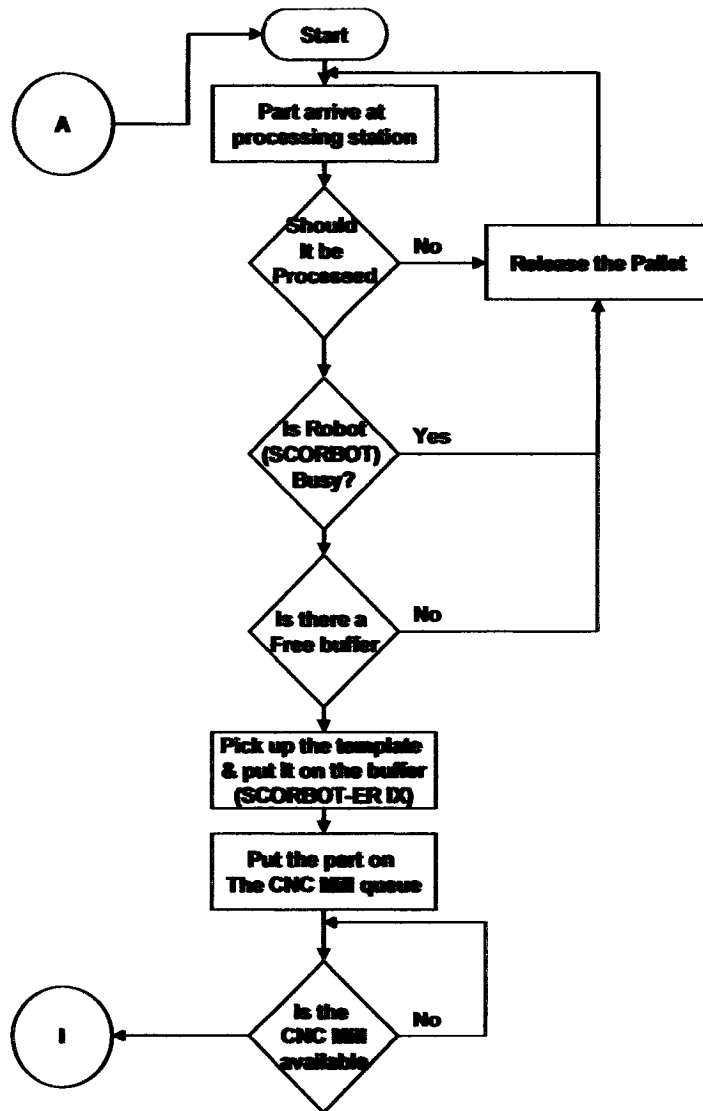 Start
A
Part arrive at
processing station
Should
it be
Processed
No
Release the Pallet
Is Robot
(SCORBOT)
Busy?
Yes
Is there a
Free buffer
No
Pick up the template
& put it on the buffer
(SCORBOT-ER IX)
Put the part on
The CNC Mill queue
Is the
CNC Mill
available
No
I